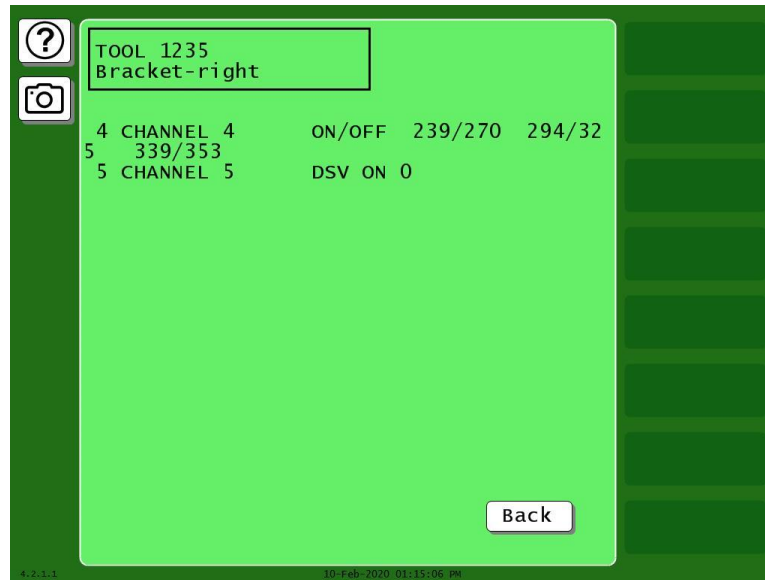 ?
TOOL 1235
Bracket-right
4 CHANNEL 4 ON/OFF 239/270 294/32
5 339/353
5 CHANNEL 5 DSV ON 0
Back
4.2.1.1 10-Feb-2020 01:15:06 PM